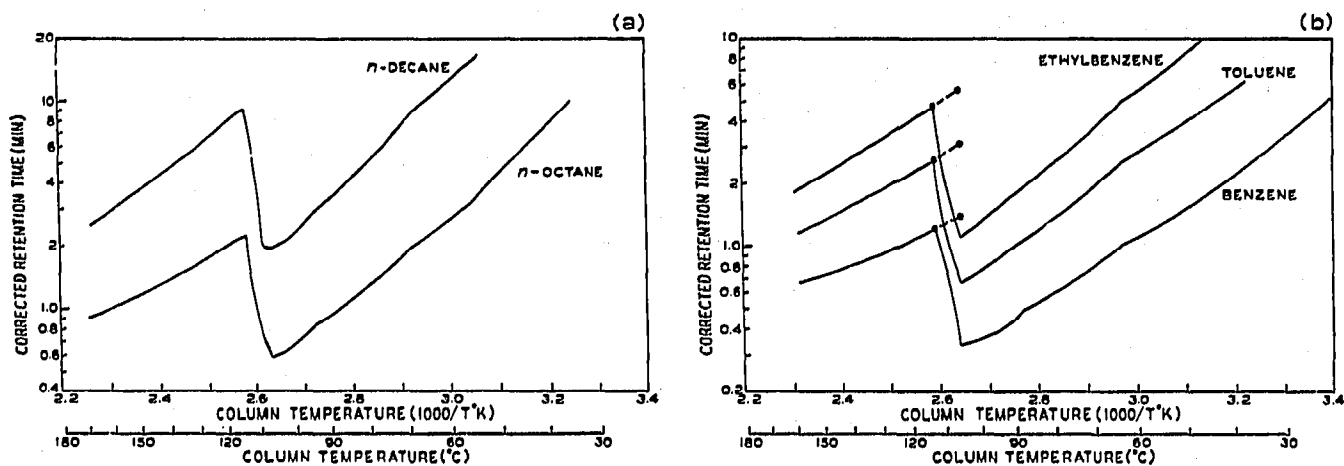 (a)
20
10
8
6
4
2
1.0
0.8
0.6
0.4
CORRECTED RETENTION TIME (MIN)
n-DECANE
n-OCTANE
2.2 2.4 2.6 2.8 3.0 3.2 3.4
COLUMN TEMPERATURE (1000/T°K)
180 150 120 90 60 30
COLUMN TEMPERATURE (°C)
(b)
10
8
6
4
2
1.0
0.8
0.6
0.4
0.2
CORRECTED RETENTION TIME (MIN)
ETHYLBENZENE
TOLUENE
BENZENE
2.2 2.4 2.6 2.8 3.0 3.2 3.4
COLUMN TEMPERATURE (1000/T°K)
180 150 120 90 60 30
COLUMN TEMPERATURE (°C)